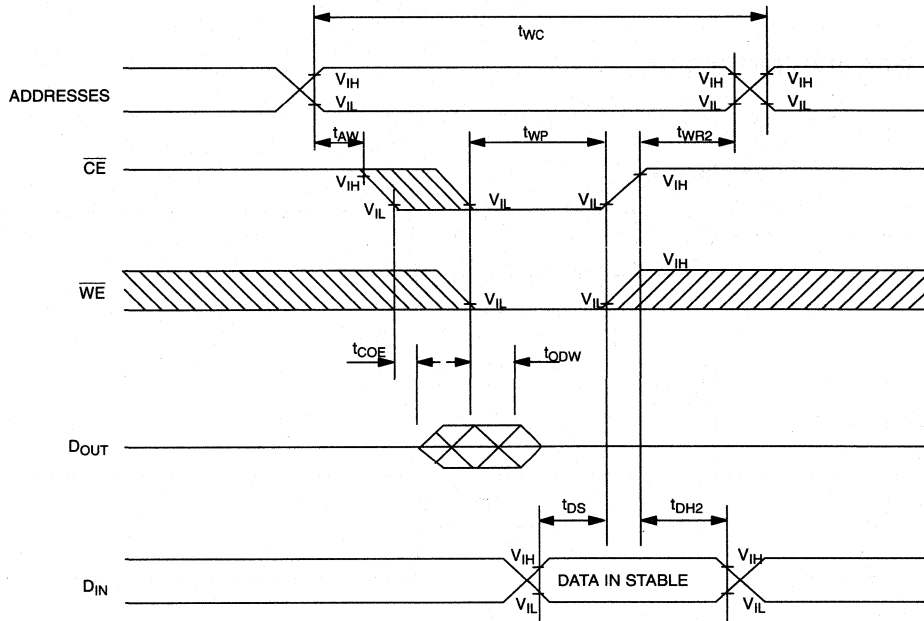 tWC
ADDRESSES
VIH VIH VIH
VIL VIL VIL
tAW tWP tWR2
CE
VIH VIH
VIL VIL VIL
VIH
WE
VIL VIL
tCOE tODW
DOUT
tDS tDH2
VIH VIH
DIN DATA IN STABLE
VIL VIL